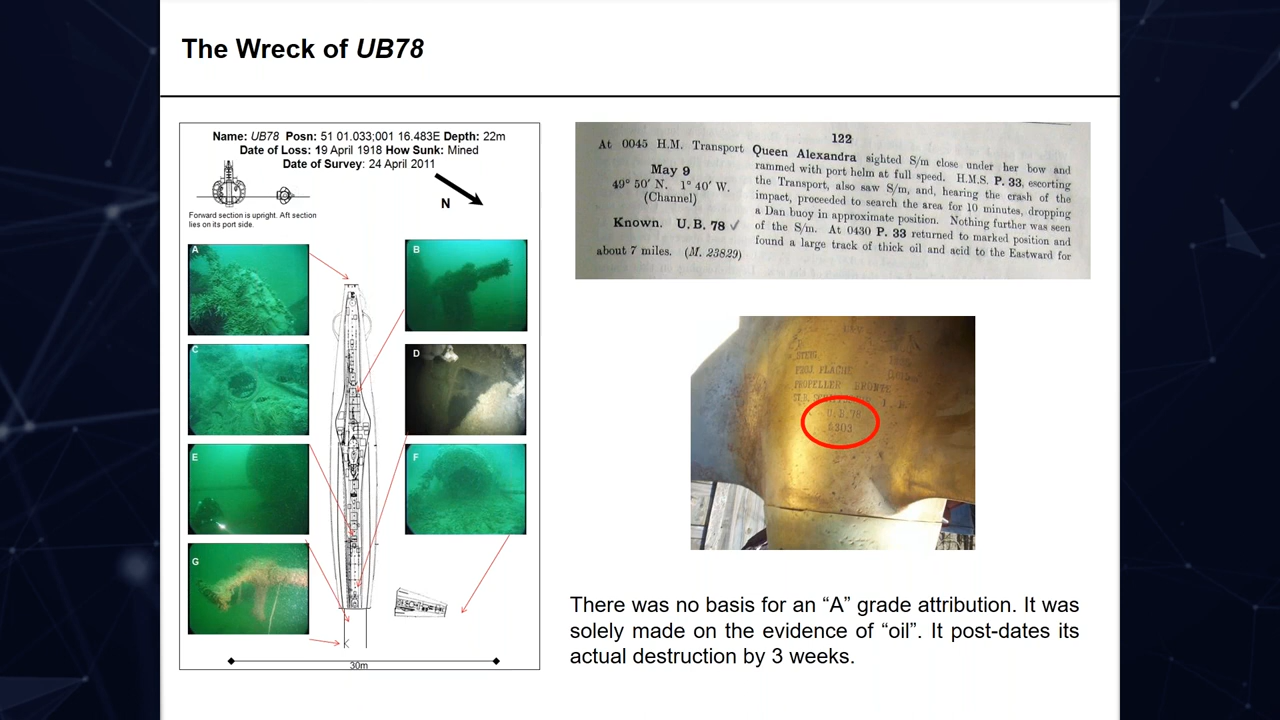 The Wreck of UB78
Name: UB78 Posn: 51 01.033;001 16.483E Depth: 22m
Date of Loss: 19 April 1918 How Sunk: Mined
Date of Survey: 24 April 2011
N
Forward section is upright. Aft section
lies on its port side.
A
B
C
D
E
F
G
30m
122
At 0045 H.M. Transport
May 9
49° 50′ N. 1° 40′ W.
(Channel)
Known. U.B. 78 ✓
about 7 miles. (M. 23829)
Queen Alexandra sighted S/m close under her bow and
rammed with port helm at full speed. H.M.S. P. 33, escorting
the Transport, also saw S/m, and, hearing the crash of the
impact, proceeded to search the area for 10 minutes, dropping
a Dan buoy in approximate position. Nothing further was seen
of the S/m. At 0430 P. 33 returned to marked position and
found a large track of thick oil and acid to the Eastward for
PROJ. FLÄCHE
PROPELLER BRONZE
U.B.78
There was no basis for an “A” grade attribution. It was
solely made on the evidence of “oil”. It post-dates its
actual destruction by 3 weeks.